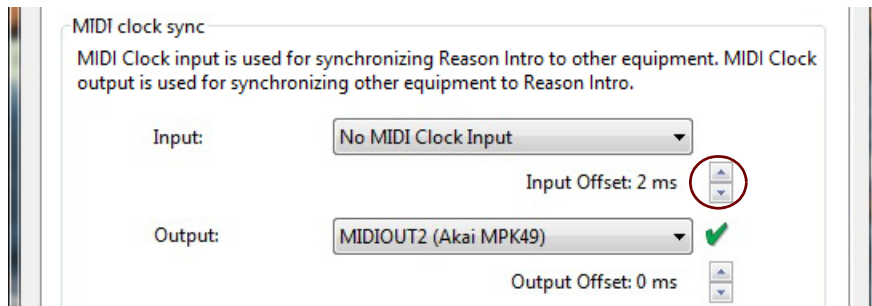 MIDI clock sync
MIDI Clock input is used for synchronizing Reason Intro to other equipment. MIDI Clock
output is used for synchronizing other equipment to Reason Intro.
Input: No MIDI Clock Input
Input Offset: 2 ms
Output: MIDIOUT2 (Akai MPK49)
Output Offset: 0 ms